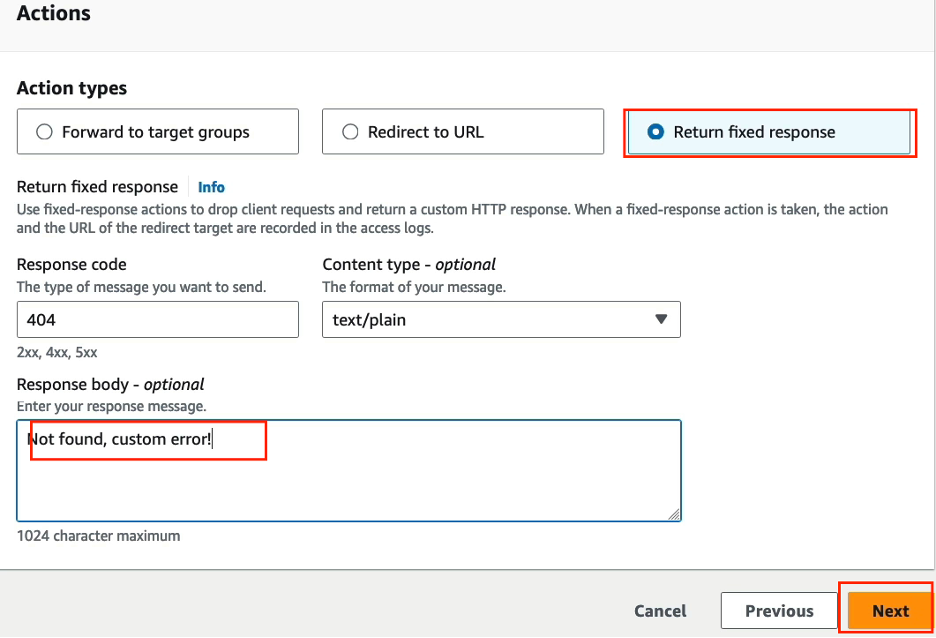 Actions
Action types
Forward to target groups
Redirect to URL
Return fixed response
Return fixed response Info
Use fixed-response actions to drop client requests and return a custom HTTP response. When a fixed-response action is taken, the action
and the URL of the redirect target are recorded in the access logs.
Response code
The type of message you want to send.
404
2xx, 4xx, 5xx
Content type - optional
The format of your message.
text/plain
Response body - optional
Enter your response message.
Not found, custom error!
1024 character maximum
Cancel
Previous
Next